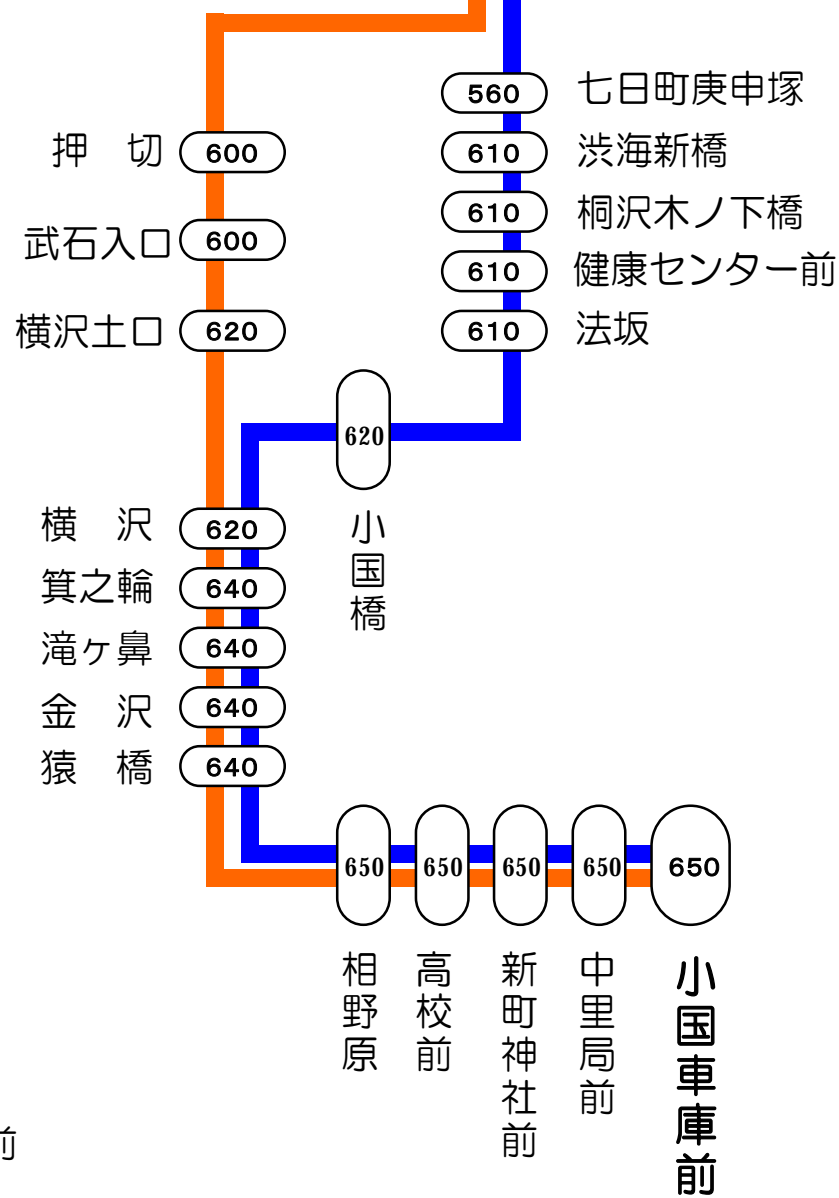 560 七日町庚申塚
押 切 600
610 渋海新橋
610 桐沢木ノ下橋
武石入口 600
610 健康センター前
横沢土口 620
610 法坂
620
小国橋
横 沢 620
箕之輪 640
滝ヶ鼻 640
金 沢 640
猿 橋 640
650 650 650 650 650
相野原
高校前
新町神社前
中里局前
小国車庫前
前